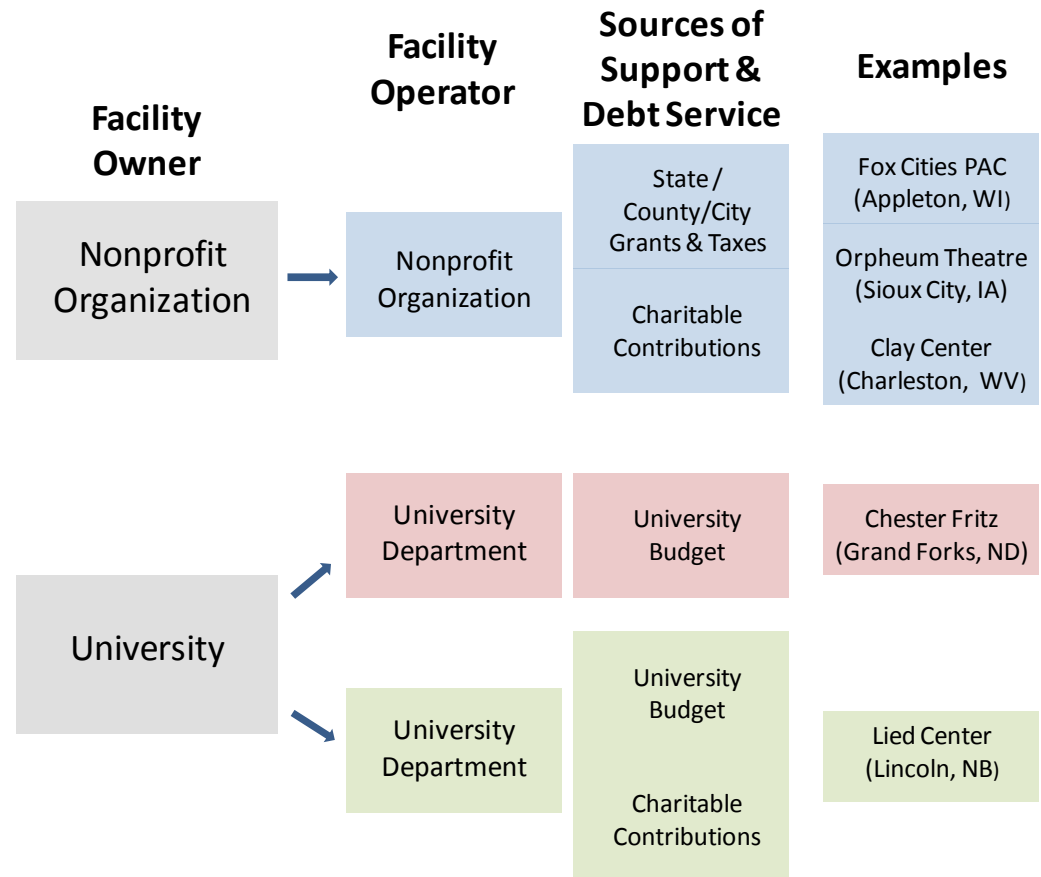 Facility
Owner
Facility
Operator
Sources of
Support &
Debt Service
Examples
Nonprofit
Organization
Nonprofit
Organization
State /
County/City
Grants & Taxes
Charitable
Contributions
Fox Cities PAC
(Appleton, WI)
Orpheum Theatre
(Sioux City, IA)
Clay Center
(Charleston, WV)
University
University
Department
University
Budget
Chester Fritz
(Grand Forks, ND)
University
Department
University
Budget
Charitable
Contributions
Lied Center
(Lincoln, NB)